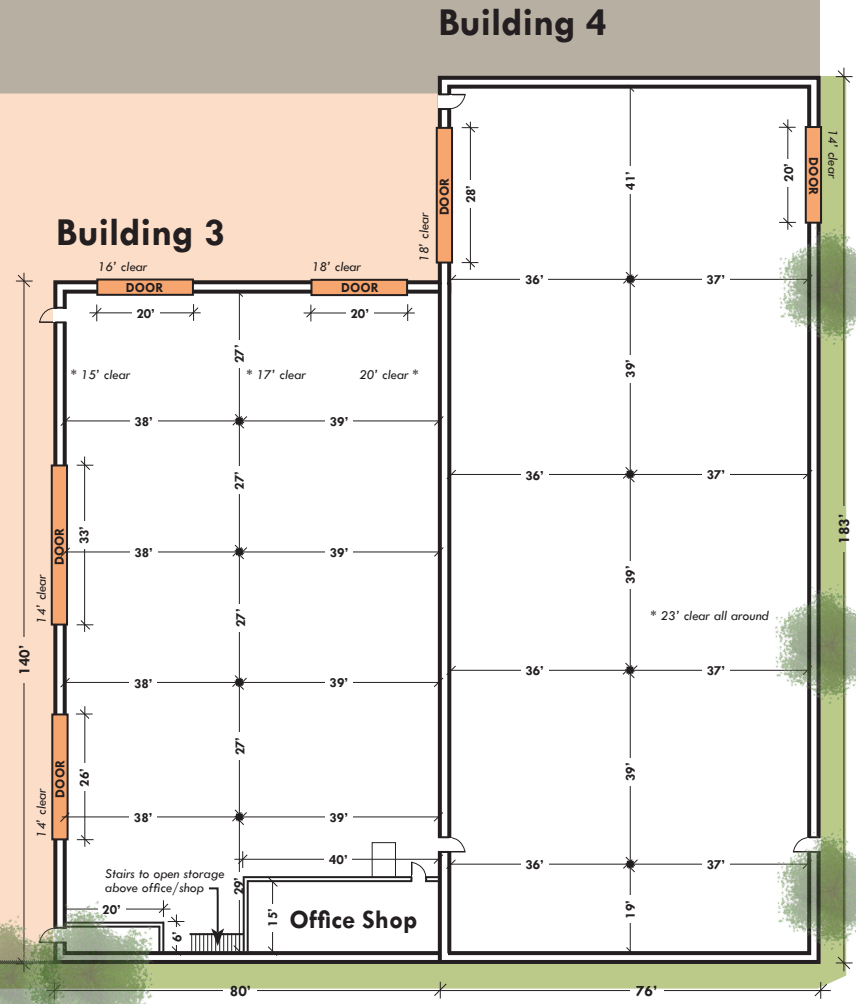 Building 4
14' clear
DOOR
28'
41'
20'
DOOR
18' clear
Building 3
16' clear
18' clear
DOOR
DOOR
36'
37'
20'
20'
27'
39'
* 15' clear
* 17' clear
20' clear *
38'
39'
27'
36'
37'
33'
DOOR
38'
39'
39'
14' clear
27'
* 23' clear all around
183'
140'
38'
39'
36'
37'
27'
39'
26'
DOOR
14' clear
38'
39'
40'
36'
37'
Stairs to open storage
above office/shop
29'
20'
6'
15'
Office Shop
19'
80'
76'